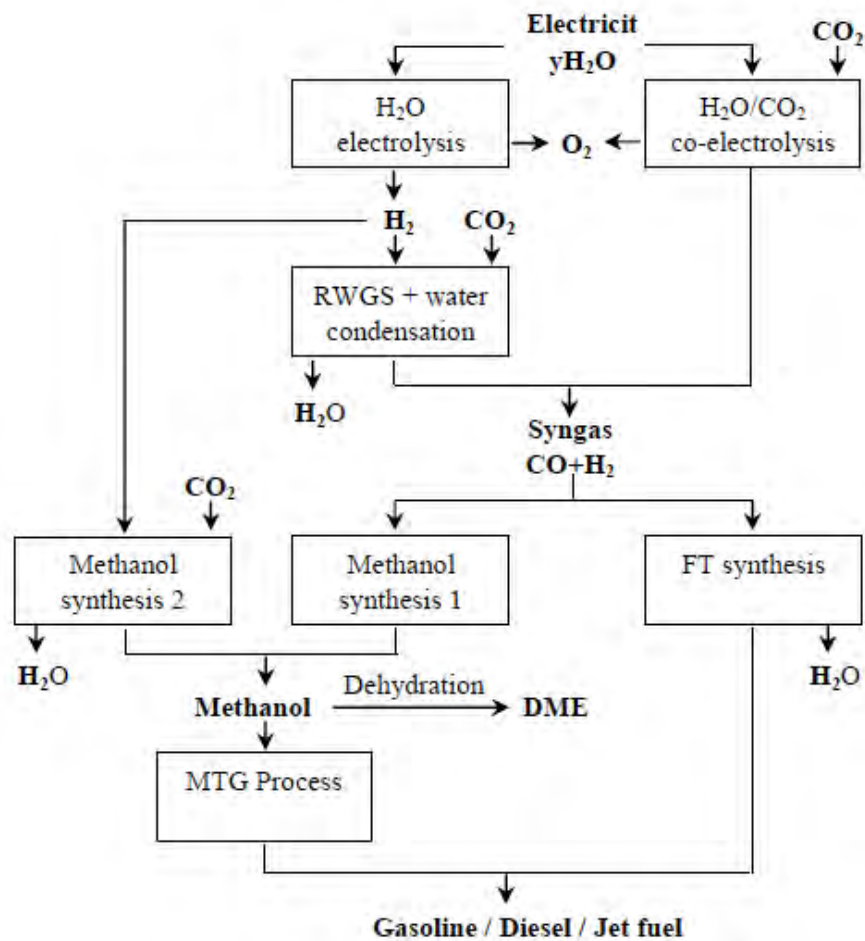 Electricit
yH₂O
CO₂
H₂O
electrolysis
O₂
H₂O/CO₂
co-electrolysis
H₂
CO₂
RWGS + water
condensation
H₂O
Syngas
CO+H₂
CO₂
Methanol
synthesis 2
Methanol
synthesis 1
FT synthesis
H₂O
H₂O
Methanol
Dehydration
DME
MTG Process
Gasoline / Diesel / Jet fuel